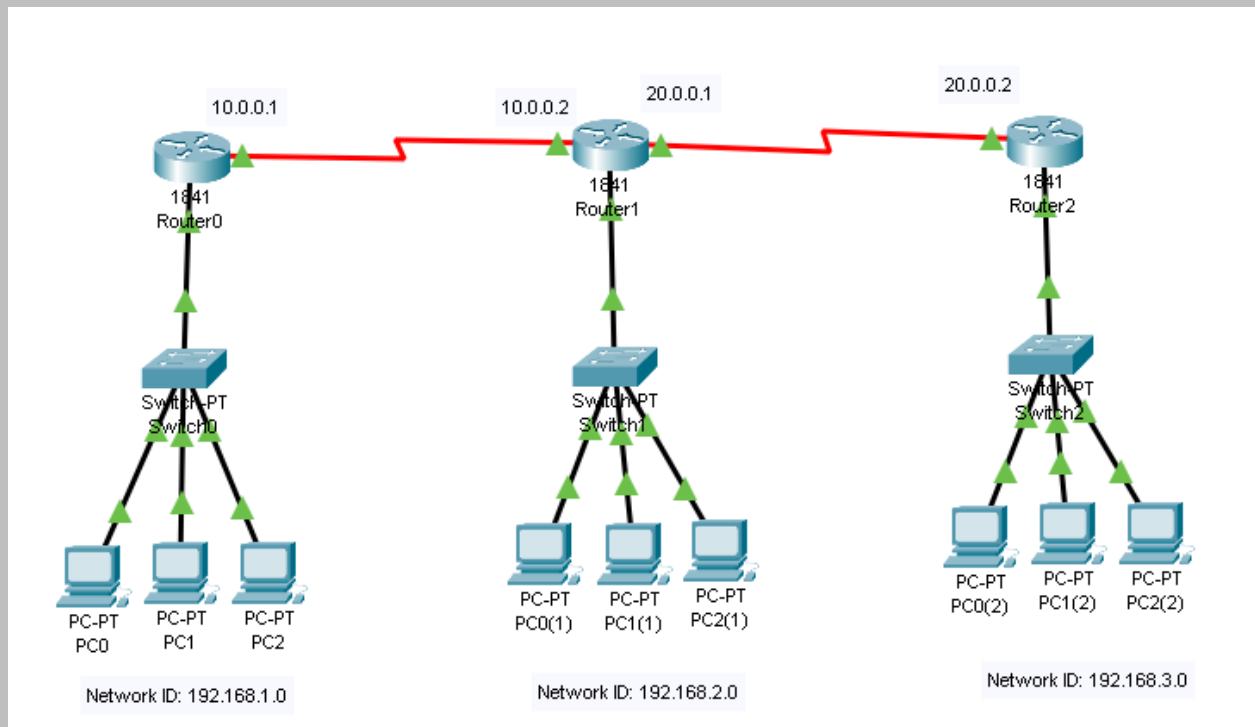 10.0.0.1
10.0.0.2
20.0.0.1
20.0.0.2
1841
Router0
1841
Router1
1841
Router2
Switch-PT
Switch0
Switch-PT
Switch1
Switch-PT
Switch2
PC-PT
PC0
PC-PT
PC1
PC-PT
PC2
PC-PT
PC0(1)
PC-PT
PC1(1)
PC-PT
PC2(1)
PC-PT
PC0(2)
PC-PT
PC1(2)
PC-PT
PC2(2)
Network ID: 192.168.1.0
Network ID: 192.168.2.0
Network ID: 192.168.3.0